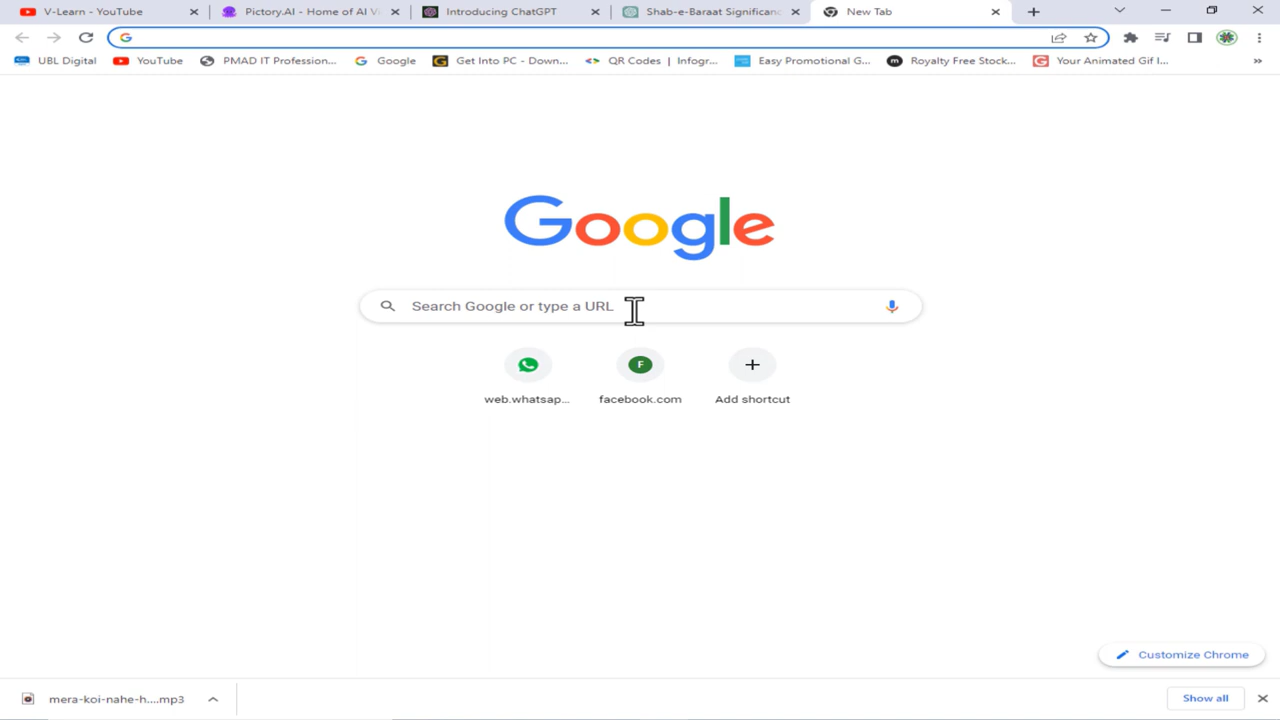 V-Learn - YouTube
Pictory.AI - Home of AI Vi
Introducing ChatGPT
Shab-e-Baraat Significanc
New Tab
UBL Digital
YouTube
PMAD IT Profession...
Google
Get Into PC - Down...
QR Codes | Infogr...
Easy Promotional G...
Royalty Free Stock...
Your Animated Gif I...
»
Google
Search Google or type a URL
F
web.whatsap...
facebook.com
Add shortcut
Customize Chrome
mera-koi-nahe-h....mp3
Show all